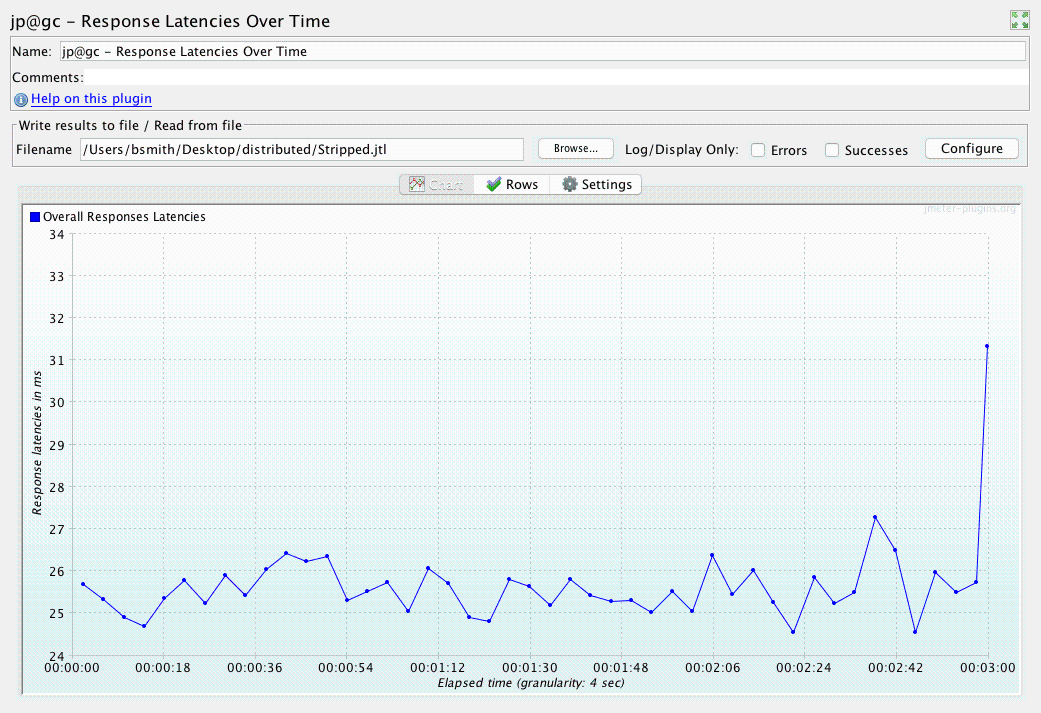 jp@gc - Response Latencies Over Time
Name: jp@gc - Response Latencies Over Time
Comments:
Help on this plugin
Write results to file / Read from file
Filename /Users/bsmith/Desktop/distributed/Stripped.jtl Browse... Log/Display Only: Errors Successes Configure
Chart Rows Settings
jmeter-plugins.org
Overall Responses Latencies
34
33
32
31
30
29
28
27
26
25
24
Response latencies in ms
00:00:00 00:00:18 00:00:36 00:00:54 00:01:12 00:01:30 00:01:48 00:02:06 00:02:24 00:02:42 00:03:00
Elapsed time (granularity: 4 sec)